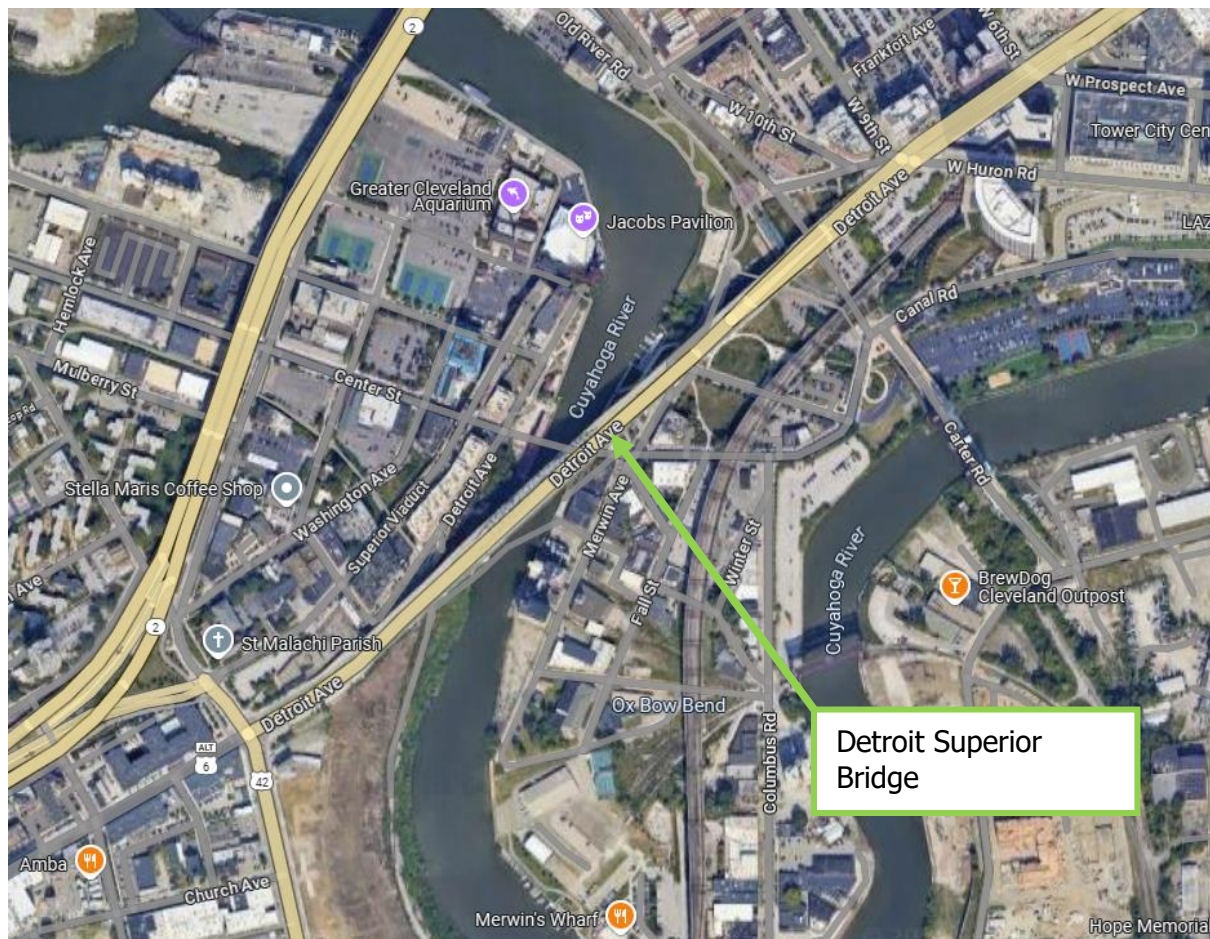 2
Old River Rd
Frankfort Ave
W 6th St
W Prospect Ave
W 10th St
W 9th St
Tower City Cen
W Huron Rd
Greater Cleveland
Aquarium
Jacobs Pavilion
Detroit Ave
LAZ
Hemlock Ave
Canal Rd
Cuyahoga River
Mulberry St
Center St
Detroit Ave
Carter Rd
Stella Maris Coffee Shop
Washington Ave
Superior Viaduct
Detroit Ave
Merwin Ave
Winter St
Fall St
Cuyahoga River
BrewDog
Cleveland Outpost
2
St Malachi Parish
Detroit Ave
Ox Bow Bend
Columbus Rd
Detroit Superior
Bridge
ALT
6
42
Amba
Church Ave
Merwin's Wharf
Hope Memorial